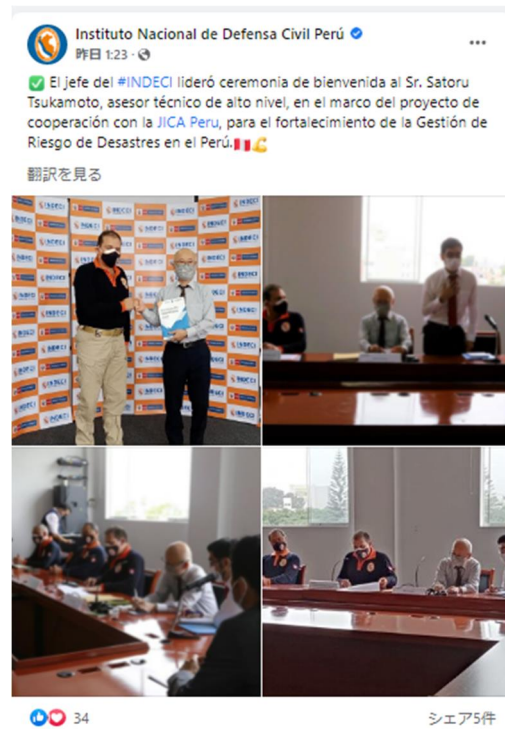 Instituto Nacional de Defensa Civil Perú
昨日 1:23 ·
El jefe del #INDECI lideró ceremonia de bienvenida al Sr. Satoru
Tsukamoto, asesor técnico de alto nivel, en el marco del proyecto de
cooperación con la JICA Peru, para el fortalecimiento de la Gestión de
Riesgo de Desastres en el Perú.🇵🇪💪
翻訳を見る
INDECI
34
シェア5件